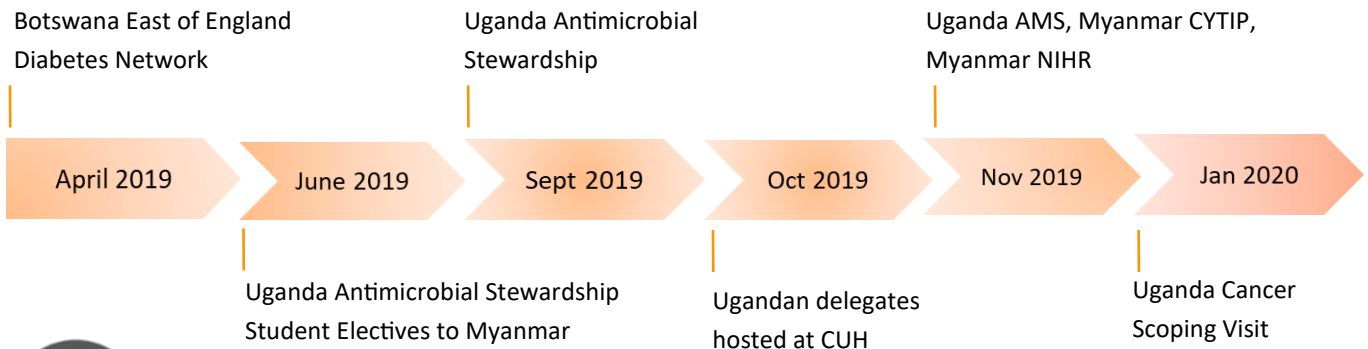 Botswana East of England
Diabetes Network
Uganda Antimicrobial
Stewardship
Uganda AMS, Myanmar CYTIP,
Myanmar NIHR
April 2019
June 2019
Sept 2019
Oct 2019
Nov 2019
Jan 2020
Uganda Antimicrobial Stewardship
Student Electives to Myanmar
Ugandan delegates
hosted at CUH
Uganda Cancer
Scoping Visit